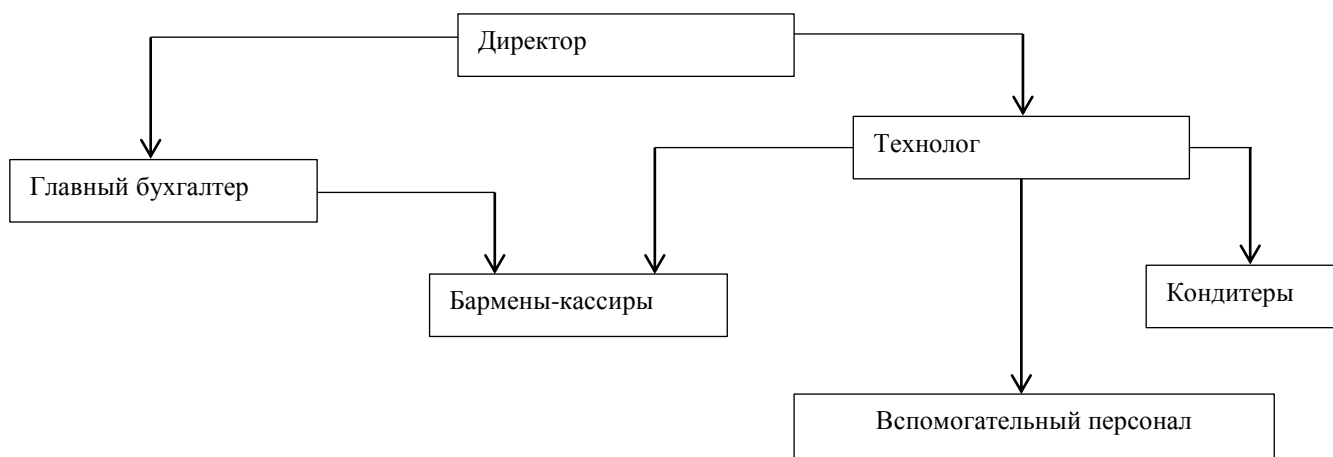 Директор
Технолог
Главный бухгалтер
Бармены-кассиры
Кондитеры
Вспомогательный персонал